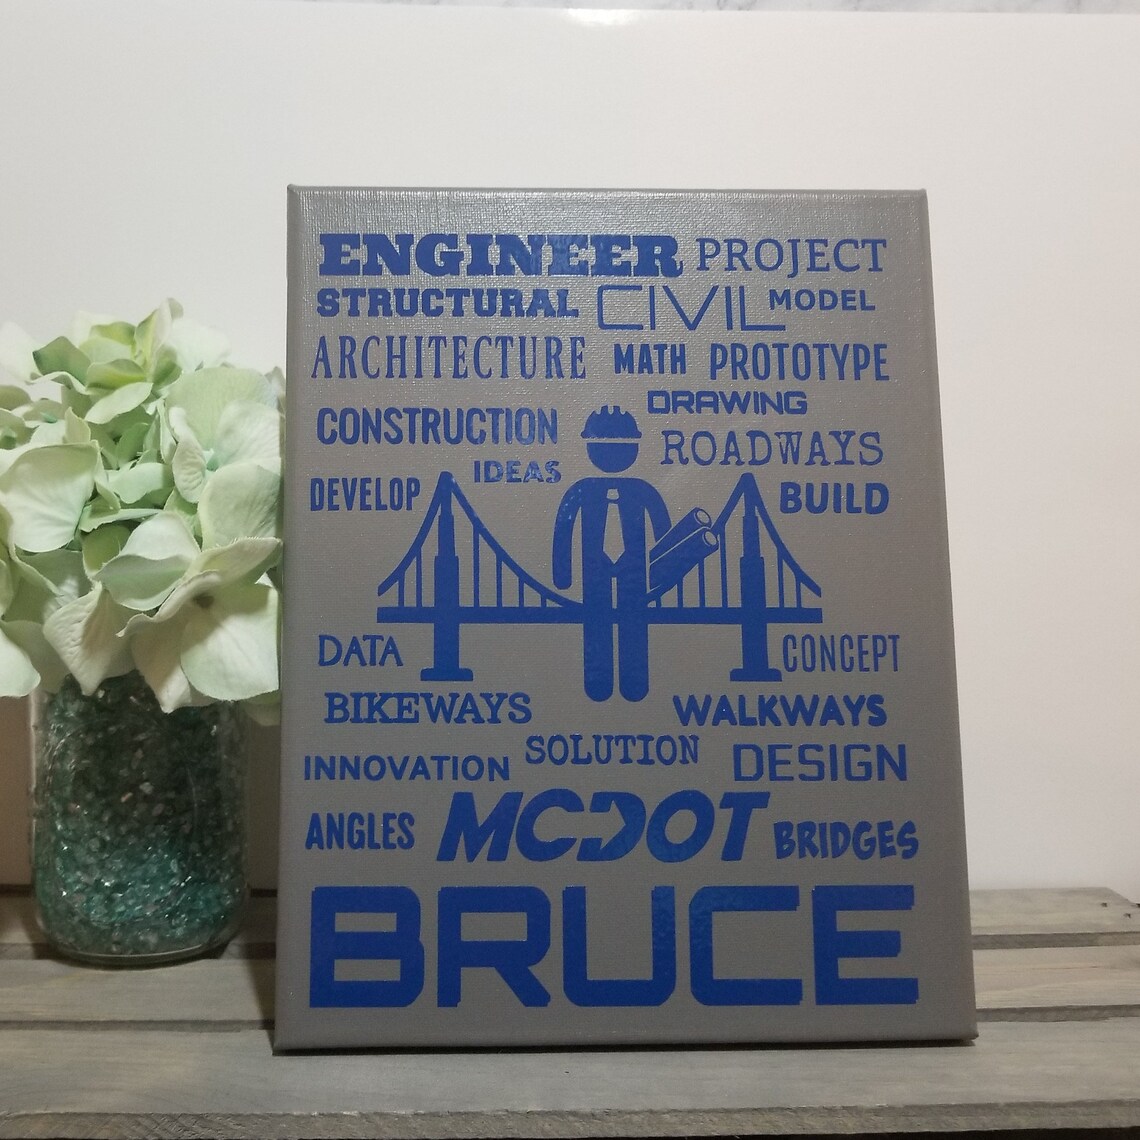 ENGINEER PROJECT
STRUCTURAL CIVIL MODEL
ARCHITECTURE MATH PROTOTYPE
DRAWING
CONSTRUCTION ROADWAYS
IDEAS
DEVELOP BUILD
DATA CONCEPT
BIKEWAYS WALKWAYS
INNOVATION SOLUTION DESIGN
ANGLES MCDOT BRIDGES
BRUCE